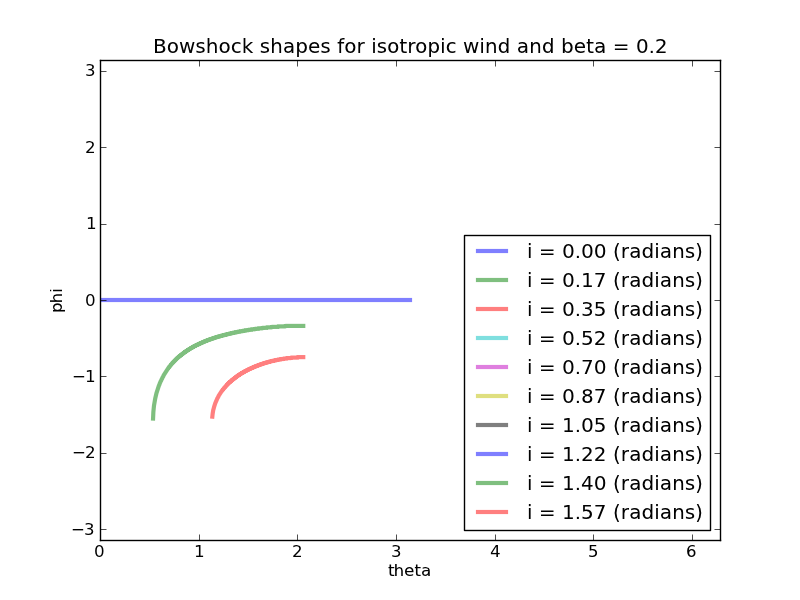 Bowshock shapes for isotropic wind and beta = 0.2
3
2
1
0
−1
−2
−3
phi
i = 0.00 (radians)
i = 0.17 (radians)
i = 0.35 (radians)
i = 0.52 (radians)
i = 0.70 (radians)
i = 0.87 (radians)
i = 1.05 (radians)
i = 1.22 (radians)
i = 1.40 (radians)
i = 1.57 (radians)
0 1 2 3 4 5 6
theta